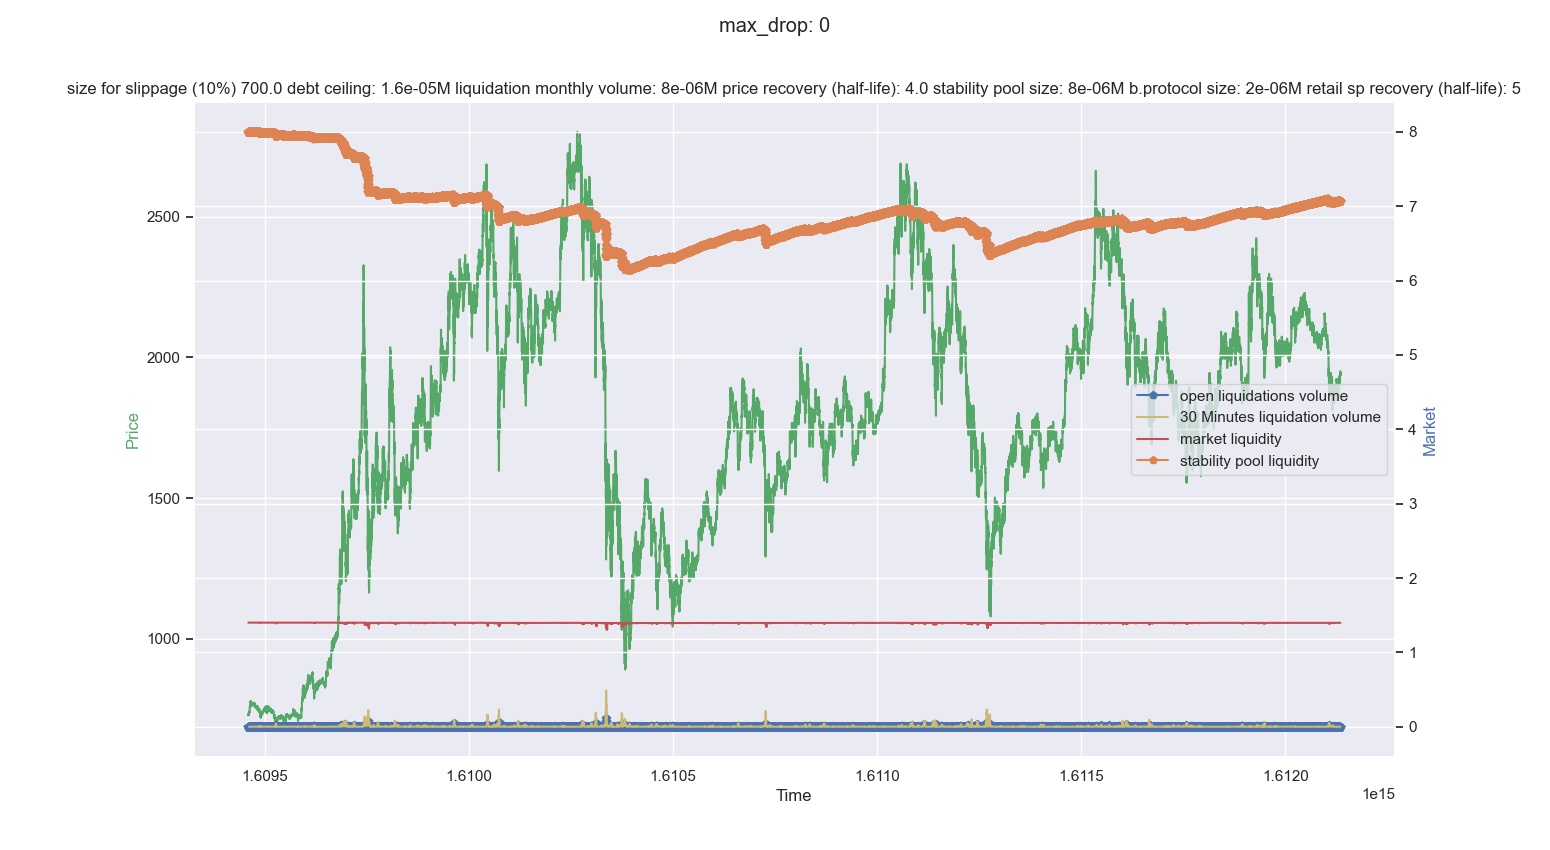 max_drop: 0
size for slippage (10%) 700.0 debt ceiling: 1.6e-05M liquidation monthly volume: 8e-06M price recovery (half-life): 4.0 stability pool size: 8e-06M b.protocol size: 2e-06M retail sp recovery (half-life): 5
Price
2500
2000
1500
1000
8
7
6
5
4
3
2
1
0
Market
open liquidations volume
30 Minutes liquidation volume
market liquidity
stability pool liquidity
1.6095 1.6100 1.6105 1.6110 1.6115 1.6120
Time
1e15